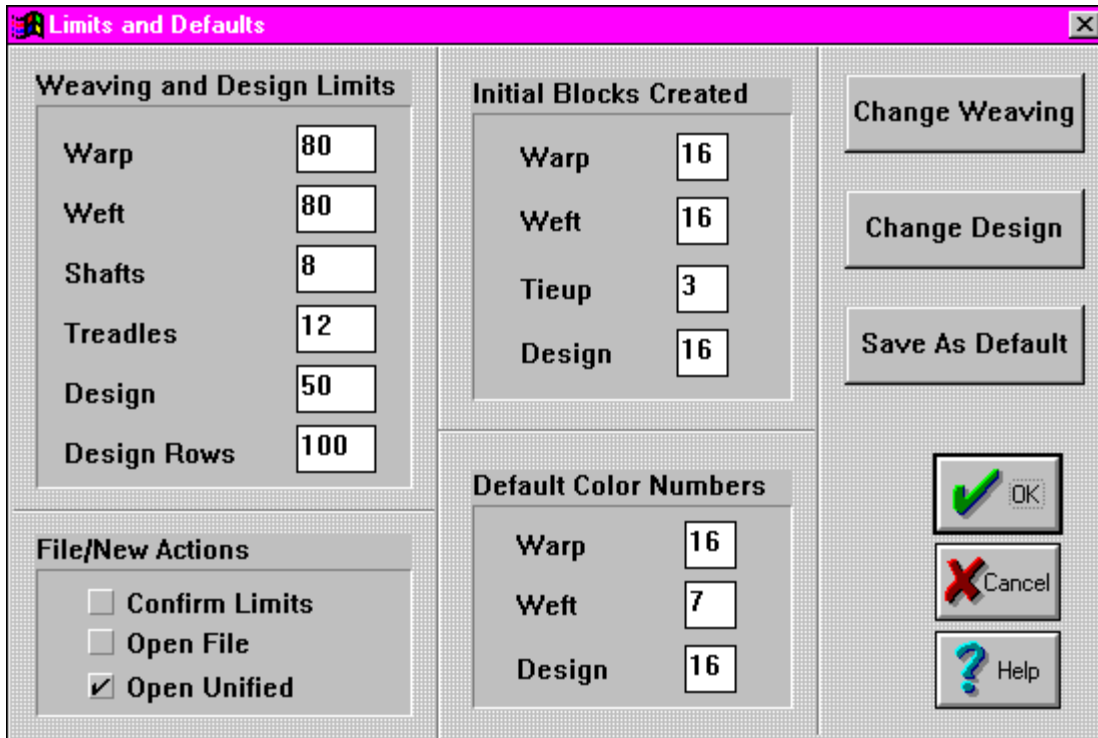 Limits and Defaults
Weaving and Design Limits
Warp 80
Weft 80
Shafts 8
Treadles 12
Design 50
Design Rows 100
File/New Actions
Confirm Limits
Open File
Open Unified
Initial Blocks Created
Warp 16
Weft 16
Tieup 3
Design 16
Default Color Numbers
Warp 16
Weft 7
Design 16
Change Weaving
Change Design
Save As Default
OK
Cancel
Help